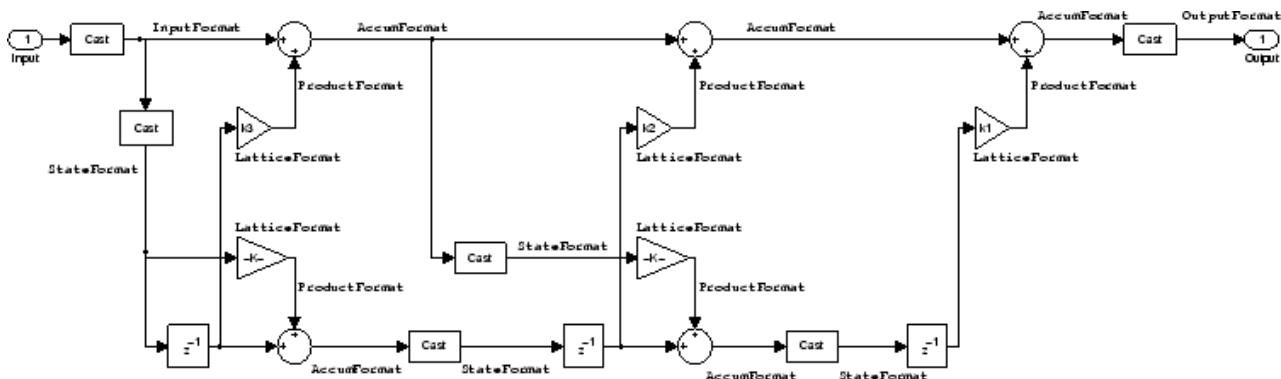 InputFormat
AccumFormat
AccumFormat
AccumFormat
OutputFormat
1
Cast
+
+
+
+
+
+
Cast
1
Input
Output
ProductFormat
ProductFormat
ProductFormat
Cast
k3
k2
k1
LatticeFormat
LatticeFormat
LatticeFormat
StateFormat
LatticeFormat
LatticeFormat
-K-
Cast
StateFormat
-K-
ProductFormat
ProductFormat
z-1
+
+
Cast
z-1
+
+
Cast
z-1
AccumFormat
StateFormat
AccumFormat
StateFormat